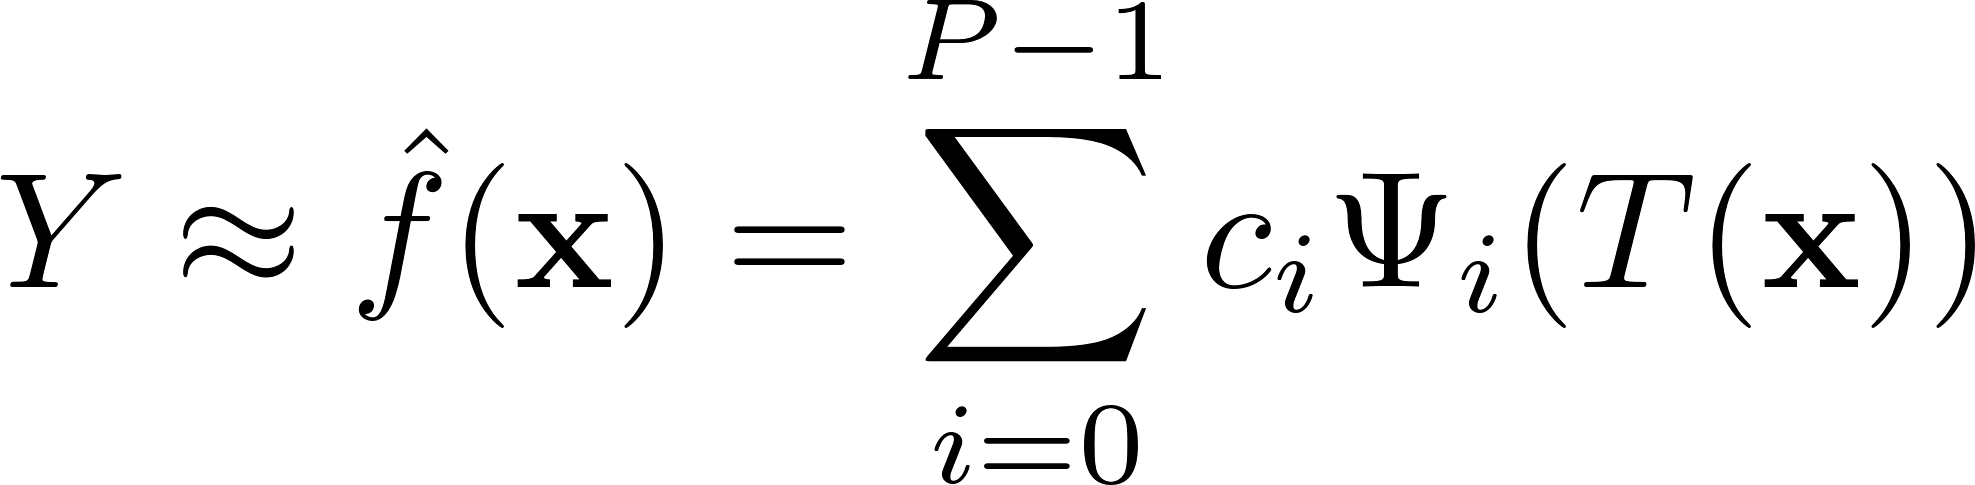 Y ≈ f̂(𝐱) = ∑_{i=0}^{P−1} c_i Ψ_i(T(𝐱))